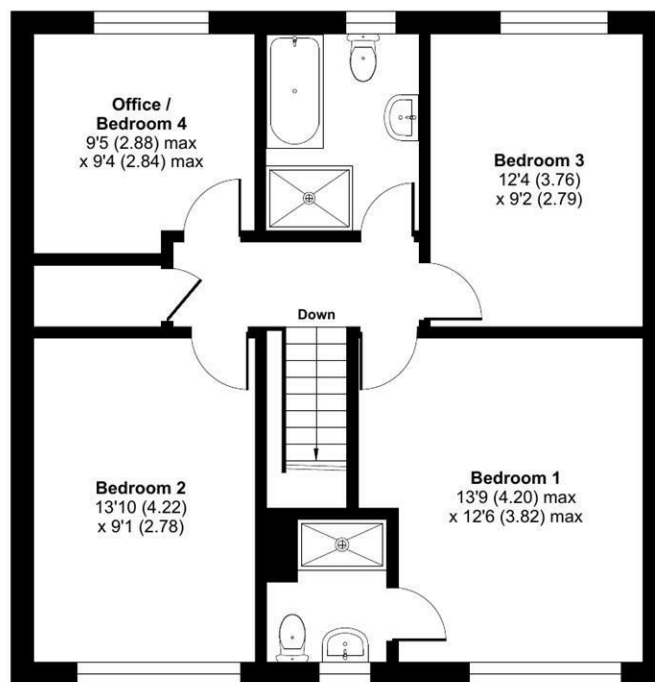 Office /
Bedroom 4
9'5 (2.88) max
x 9'4 (2.84) max
Bedroom 3
12'4 (3.76)
x 9'2 (2.79)
Down
Bedroom 2
13'10 (4.22)
x 9'1 (2.78)
Bedroom 1
13'9 (4.20) max
x 12'6 (3.82) max